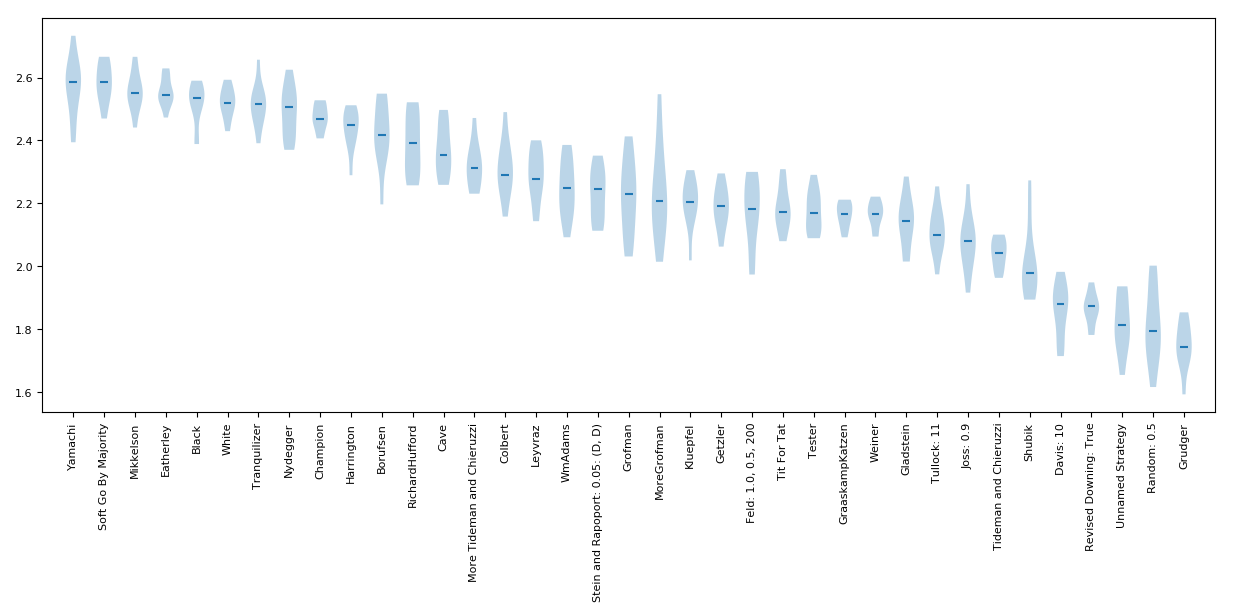 2.6
2.4
2.2
2.0
1.8
1.6
Yamachi
Soft Go By Majority
Mikkelson
Eatherley
Black
White
Tranquilizer
Nydegger
Champion
Harrington
Borufsen
RichardHufford
Cave
More Tideman and Chieruzzi
Colbert
Leyvraz
WmAdams
Stein and Rapoport: 0.05: (D, D)
Grofman
MoreGrofman
Kluepfel
Getzler
Feld: 1.0, 0.5, 200
Tit For Tat
Tester
GraaskampKatzen
Weiner
Gladstein
Tullock: 11
Joss: 0.9
Tideman and Chieruzzi
Shubik
Davis: 10
Revised Downing: True
Unnamed Strategy
Random: 0.5
Grudger